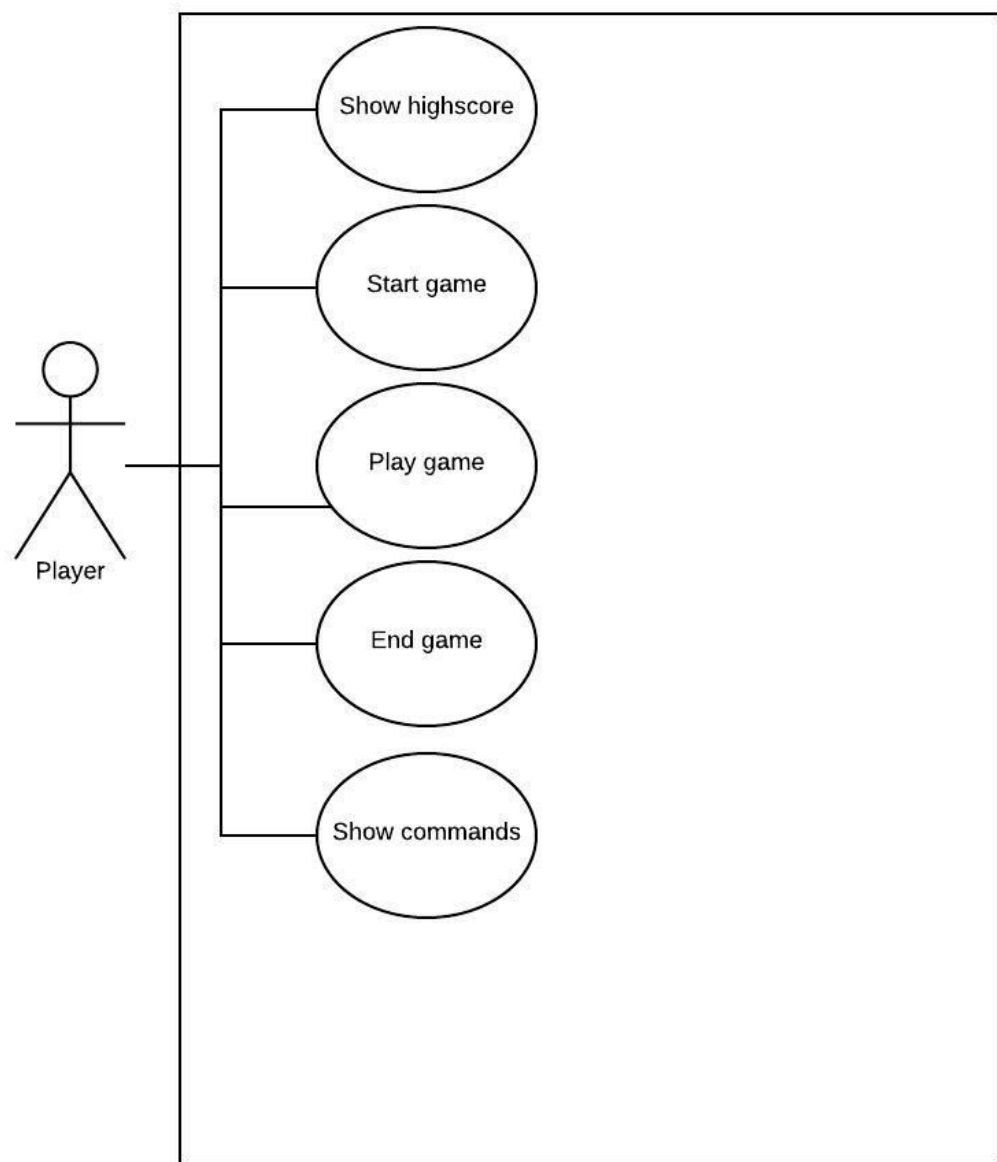 Show highscore
Start game
Play game
End game
Player
Show commands